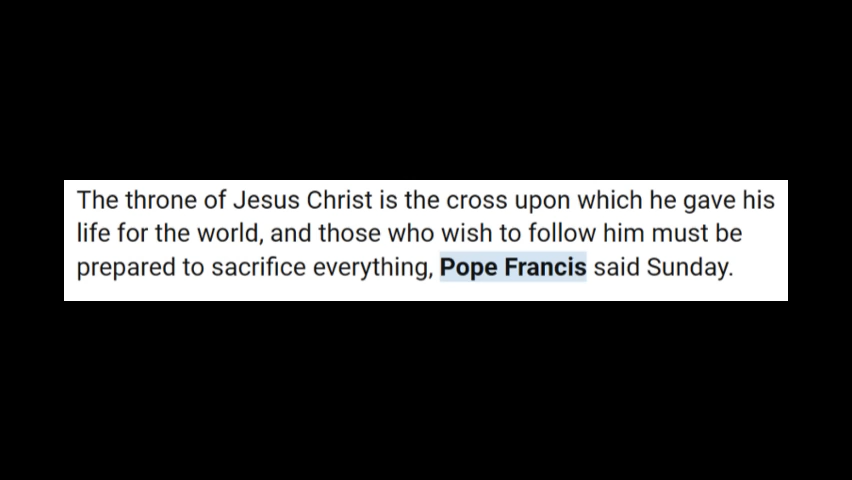 The throne of Jesus Christ is the cross upon which he gave his
life for the world, and those who wish to follow him must be
prepared to sacrifice everything, Pope Francis said Sunday.